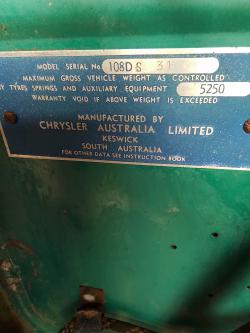 MODEL SERIAL No 108D S 31
MAXIMUM GROSS VEHICLE WEIGHT AS CONTROLLED
BY TYRES SPRINGS AND AUXILIARY EQUIPMENT 5250
WARRANTY VOID IF ABOVE WEIGHT IS EXCEEDED
MANUFACTURED BY
CHRYSLER AUSTRALIA LIMITED
KESWICK
SOUTH AUSTRALIA
FOR OTHER DATA SEE INSTRUCTION BOOK